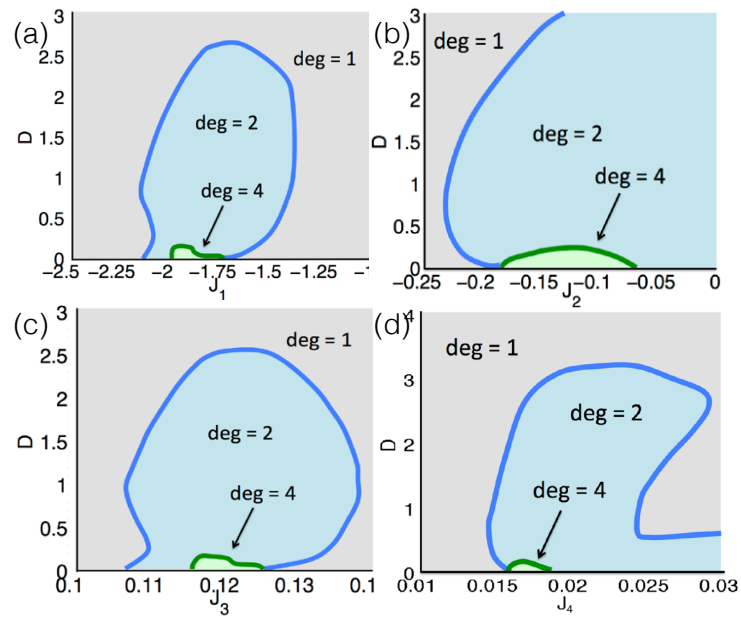 (a)
3
2.5
2
1.5
1
0.5
0
D
deg = 1
deg = 2
deg = 4
−2.5 −2.25 −2 −1.75 −1.5 −1.25 −1
J1
(b)
3
2.5
2
1.5
1
0.5
0
D
deg = 1
deg = 2
deg = 4
−0.25 −0.2 −0.15 −0.1 −0.05 0
J2
(c)
3
2.5
2
1.5
1
0.5
0
D
deg = 1
deg = 2
deg = 4
0.1 0.11 0.12 0.13 0.1
J3
(d)
4
3
2
1
0
D
deg = 1
deg = 2
deg = 4
0.01 0.015 0.02 0.025 0.03
J4